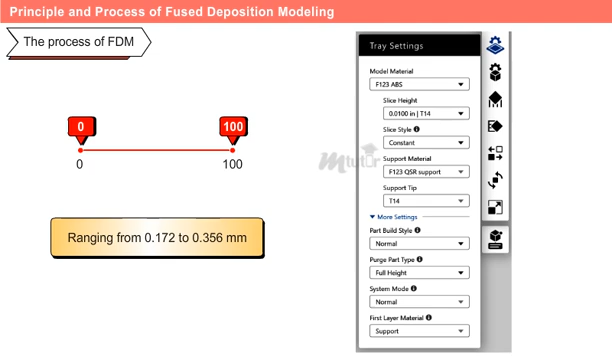 Principle and Process of Fused Deposition Modeling
The process of FDM
0
100
0
100
Ranging from 0.172 to 0.356 mm
Mtutor
Tray Settings
Model Material
F123 ABS
Slice Height
0.0100 in | T14
Slice Style
Constant
Support Material
F123 QSR support
Support Tip
T14
More Settings
Part Build Style
Normal
Purge Part Type
Full Height
System Mode
Normal
First Layer Material
Support